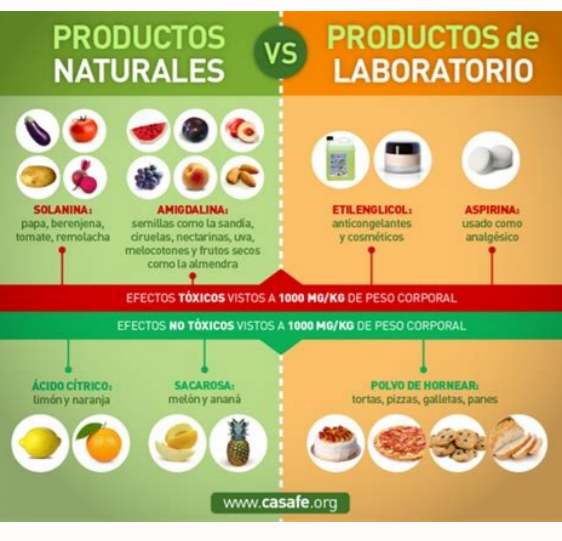 PRODUCTOS
NATURALES
VS
PRODUCTOS de
LABORATORIO
SOLANINA:
papa, berenjena,
tomate, remolacha
AMIGDALINA:
semillas como la sandía,
ciruelas, nectarinas, uva,
melocotones y frutos secos
como la almendra
ETILENGLICOL:
anticongelantes
y cosméticos
ASPIRINA:
usado como
analgésico
EFECTOS TÓXICOS VISTOS A 1000 MG/KG DE PESO CORPORAL
EFECTOS NO TÓXICOS VISTOS A 1000 MG/KG DE PESO CORPORAL
ÁCIDO CÍTRICO:
limón y naranja
SACAROSA:
melón y ananá
POLVO DE HORNEAR:
tortas, pizzas, galletas, panes
www.casafe.org